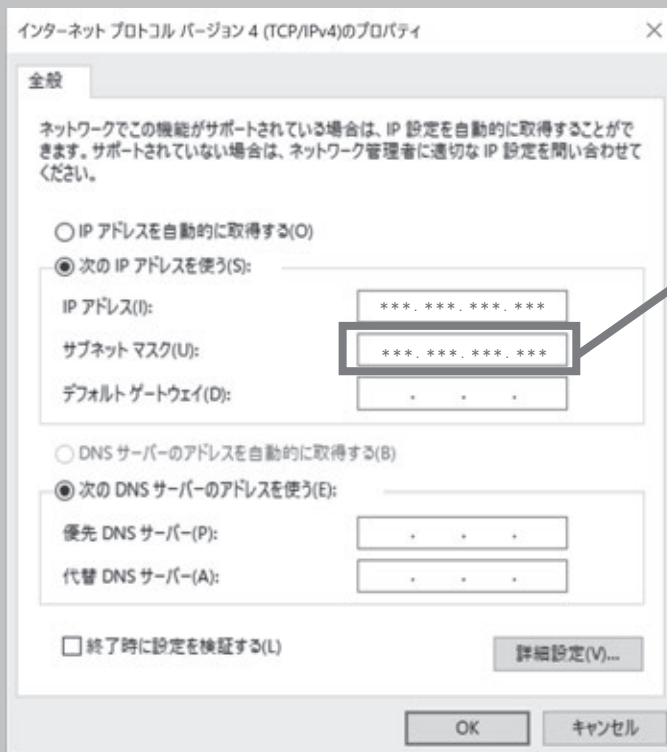 インターネット プロトコル バージョン 4 (TCP/IPv4)のプロパティ
全般
ネットワークでこの機能がサポートされている場合は、IP 設定を自動的に取得することがで
きます。サポートされていない場合は、ネットワーク管理者に適切な IP 設定を問い合わせて
ください。
IP アドレスを自動的に取得する(O)
次の IP アドレスを使う(S):
IP アドレス(I): ***.***.***.***
サブネット マスク(U): ***.***.***.***
デフォルト ゲートウェイ(D): . . .
DNS サーバーのアドレスを自動的に取得する(B)
次の DNS サーバーのアドレスを使う(E):
優先 DNS サーバー(P): . . .
代替 DNS サーバー(A): . . .
終了時に設定を検証する(L)
詳細設定(V)...
OK キャンセル